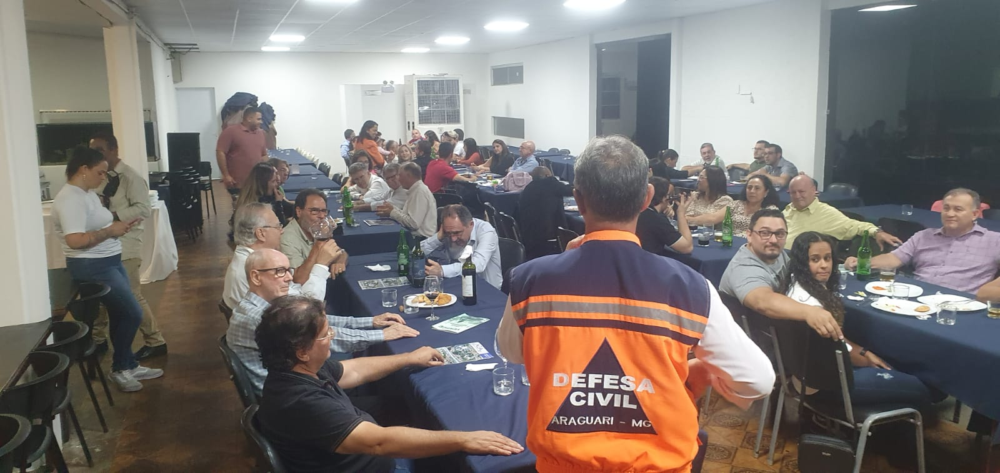 DEFESA
CIVIL
ARAGUARI - MG